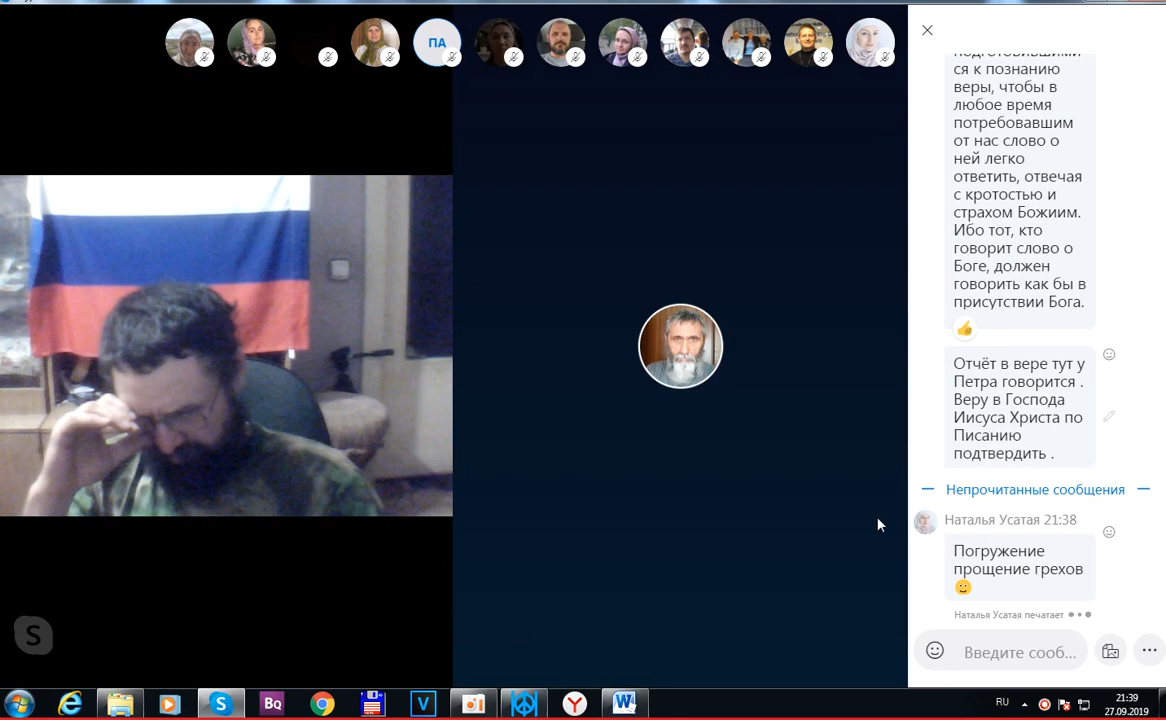 ПА
ся к познанию
веры, чтобы в
любое время
потребовавшим
от нас слово о
ней легко
ответить, отвечая
с кротостью и
страхом Божиим.
Ибо тот, кто
говорит слово о
Боге, должен
говорить как бы в
присутствии Бога.
Отчёт в вере тут у
Петра говорится .
Веру в Господа
Иисуса Христа по
Писанию
подтвердить .
Непрочитанные сообщения
Наталья Усатая 21:38
Погружение
прощение грехов
Наталья Усатая печатает
Введите сооб...
S
Bq
V
Y
W
RU
21:39
27.09.2019